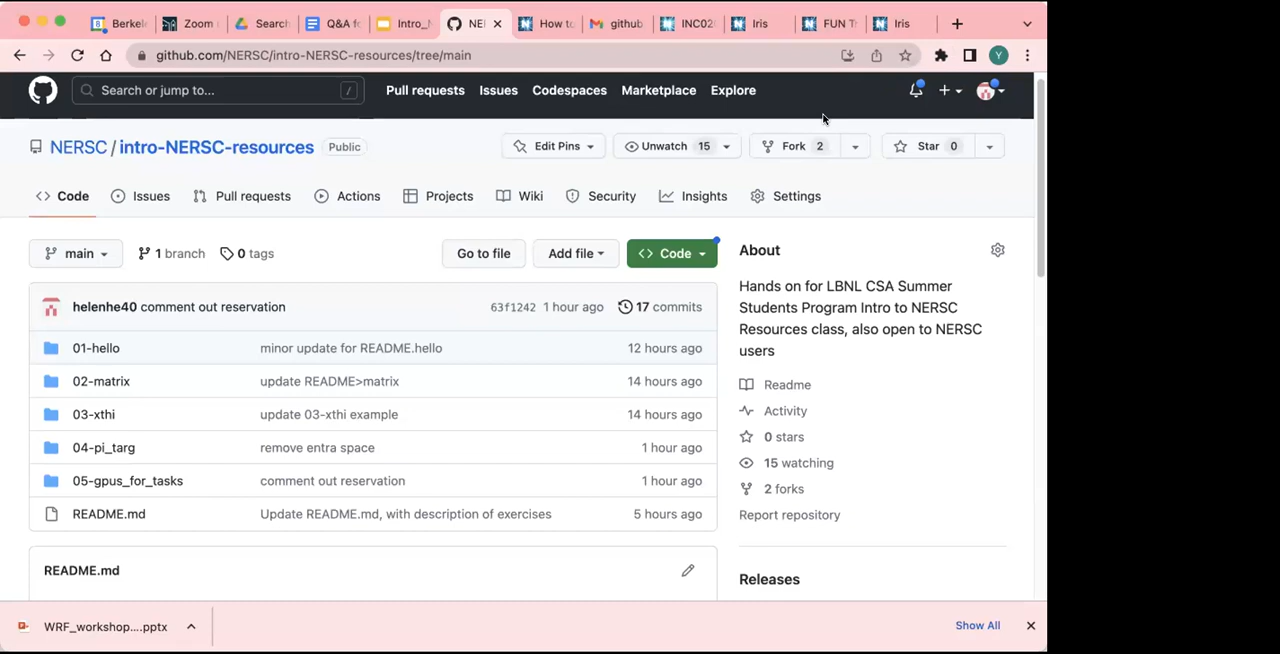 Berkel Zoom Search Q&A fo Intro_N NE How to github INC02 Iris FUN Tr Iris
github.com/NERSC/intro-NERSC-resources/tree/main Y
Search or jump to... / Pull requests Issues Codespaces Marketplace Explore
NERSC / intro-NERSC-resources Public Edit Pins Unwatch 15 Fork 2 Star 0
Code Issues Pull requests Actions Projects Wiki Security Insights Settings
main 1 branch 0 tags Go to file Add file Code
helenhe40 comment out reservation 63f1242 1 hour ago 17 commits
01-hello minor update for README.hello 12 hours ago
02-matrix update README>matrix 14 hours ago
03-xthi update 03-xthi example 14 hours ago
04-pi_targ remove entra space 1 hour ago
05-gpus_for_tasks comment out reservation 1 hour ago
README.md Update README.md, with description of exercises 5 hours ago
README.md
About
Hands on for LBNL CSA Summer
Students Program Intro to NERSC
Resources class, also open to NERSC
users
Readme
Activity
0 stars
15 watching
2 forks
Report repository
Releases
WRF_workshop....pptx Show All